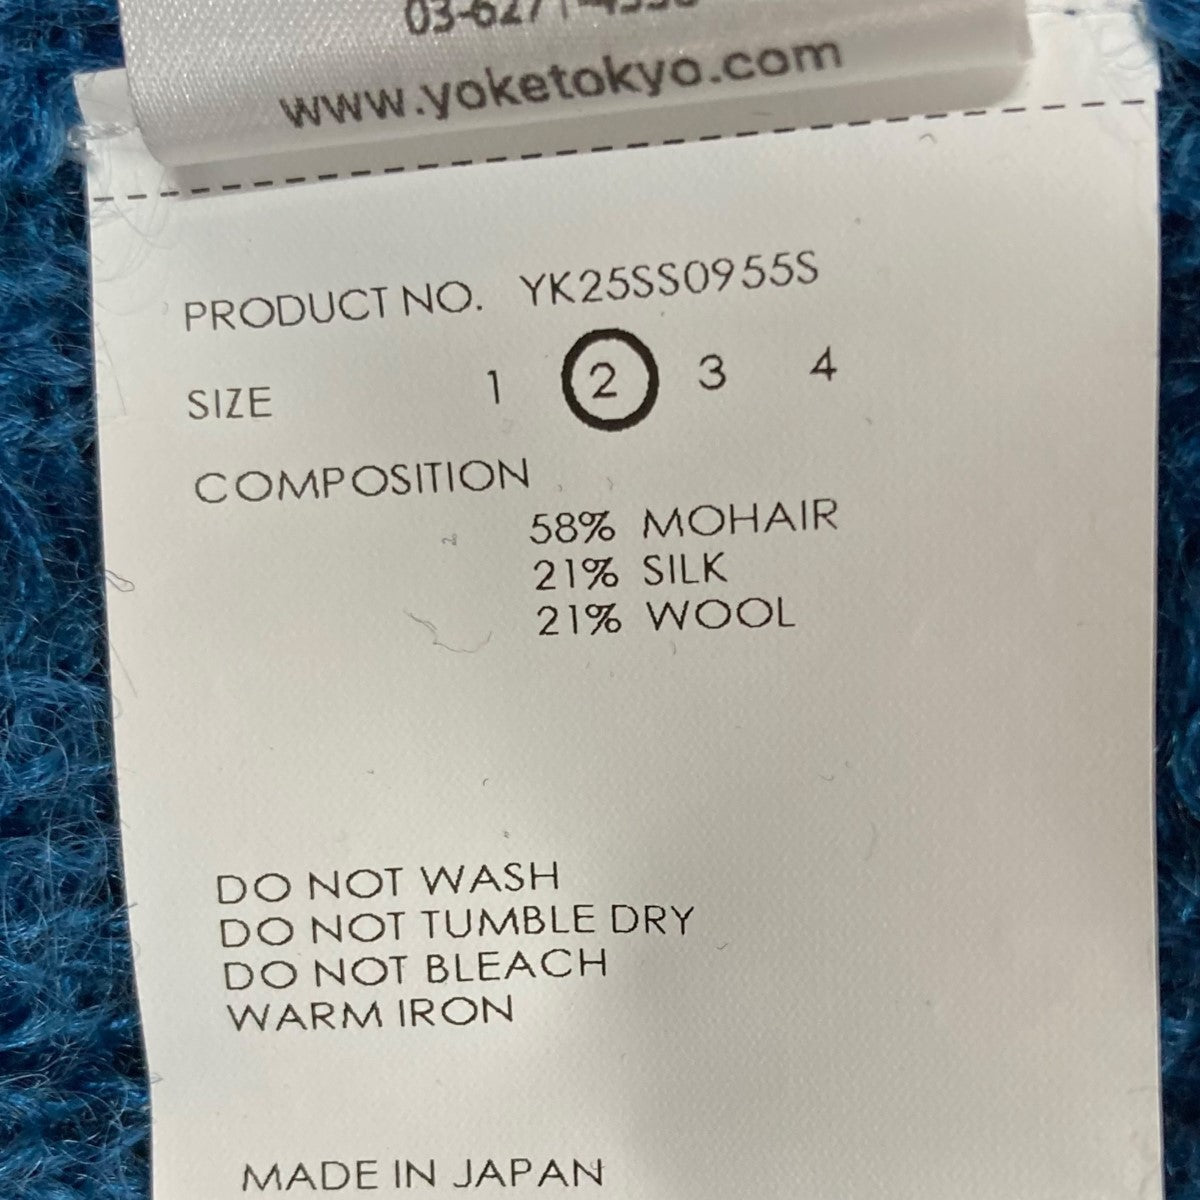 www.yoketokyo.com
PRODUCT NO. YK25SS0955S
SIZE 1 2 3 4
COMPOSITION
58% MOHAIR
21% SILK
21% WOOL
DO NOT WASH
DO NOT TUMBLE DRY
DO NOT BLEACH
WARM IRON
MADE IN JAPAN